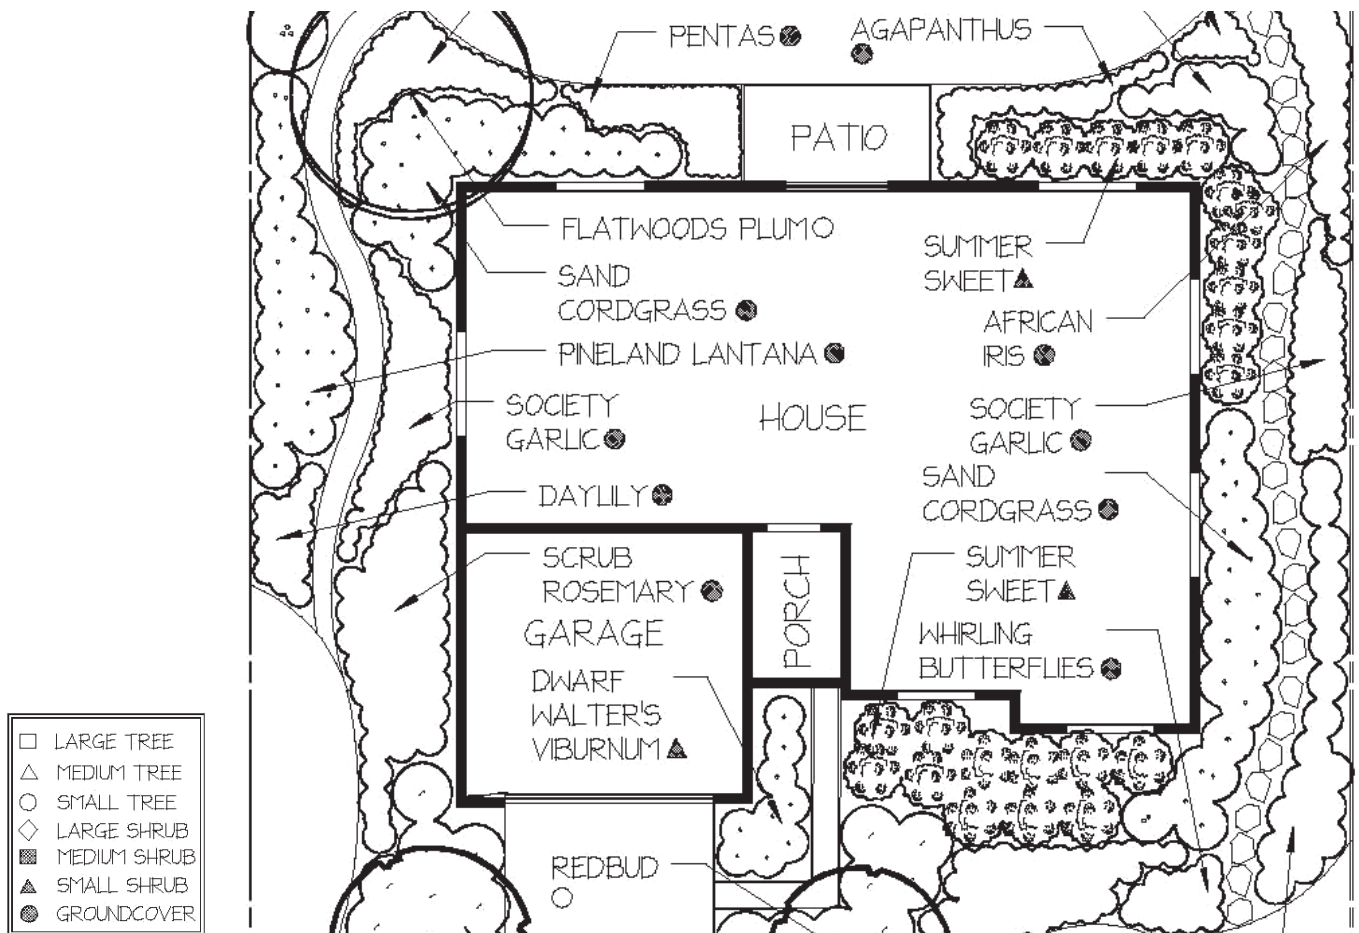 PENTAS
AGAPANTHUS
PATIO
FLATWOODS PLUM
SUMMER
SWEET
SAND
CORDGRASS
AFRICAN
IRIS
PINELAND LANTANA
SOCIETY
GARLIC
HOUSE
SOCIETY
GARLIC
DAYLILY
SAND
CORDGRASS
SCRUB
ROSEMARY
GARAGE
PORCH
SUMMER
SWEET
WHIRLING
BUTTERFLIES
DWARF
WALTER'S
VIBURNUM
REDBUD
LARGE TREE
MEDIUM TREE
SMALL TREE
LARGE SHRUB
MEDIUM SHRUB
SMALL SHRUB
GROUNDCOVER